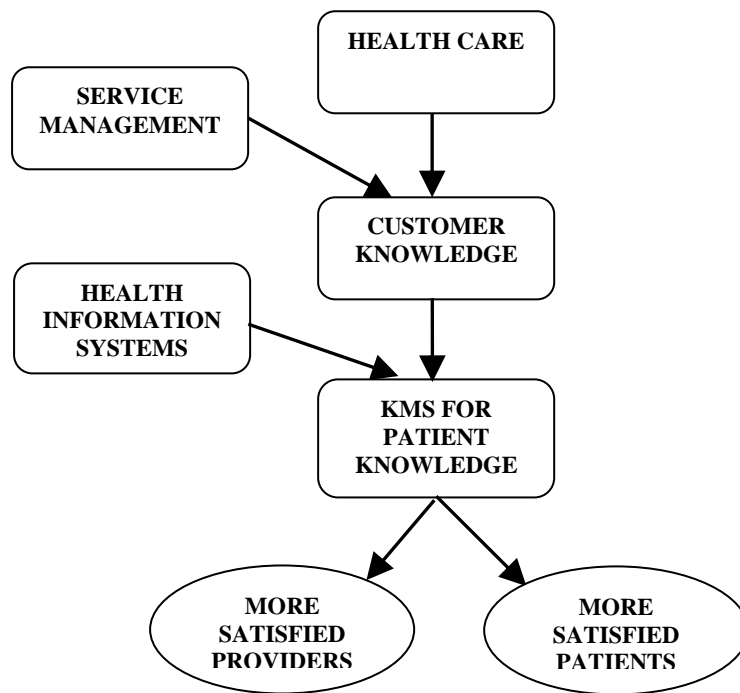 HEALTH CARE
SERVICE
MANAGEMENT
CUSTOMER
KNOWLEDGE
HEALTH
INFORMATION
SYSTEMS
KMS FOR
PATIENT
KNOWLEDGE
MORE
SATISFIED
PROVIDERS
MORE
SATISFIED
PATIENTS